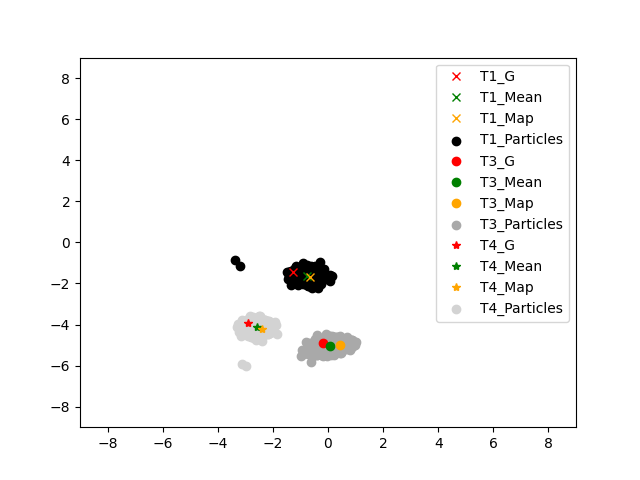 8
6
4
2
0
−2
−4
−6
−8
−8 −6 −4 −2 0 2 4 6 8
T1_G
T1_Mean
T1_Map
T1_Particles
T3_G
T3_Mean
T3_Map
T3_Particles
T4_G
T4_Mean
T4_Map
T4_Particles